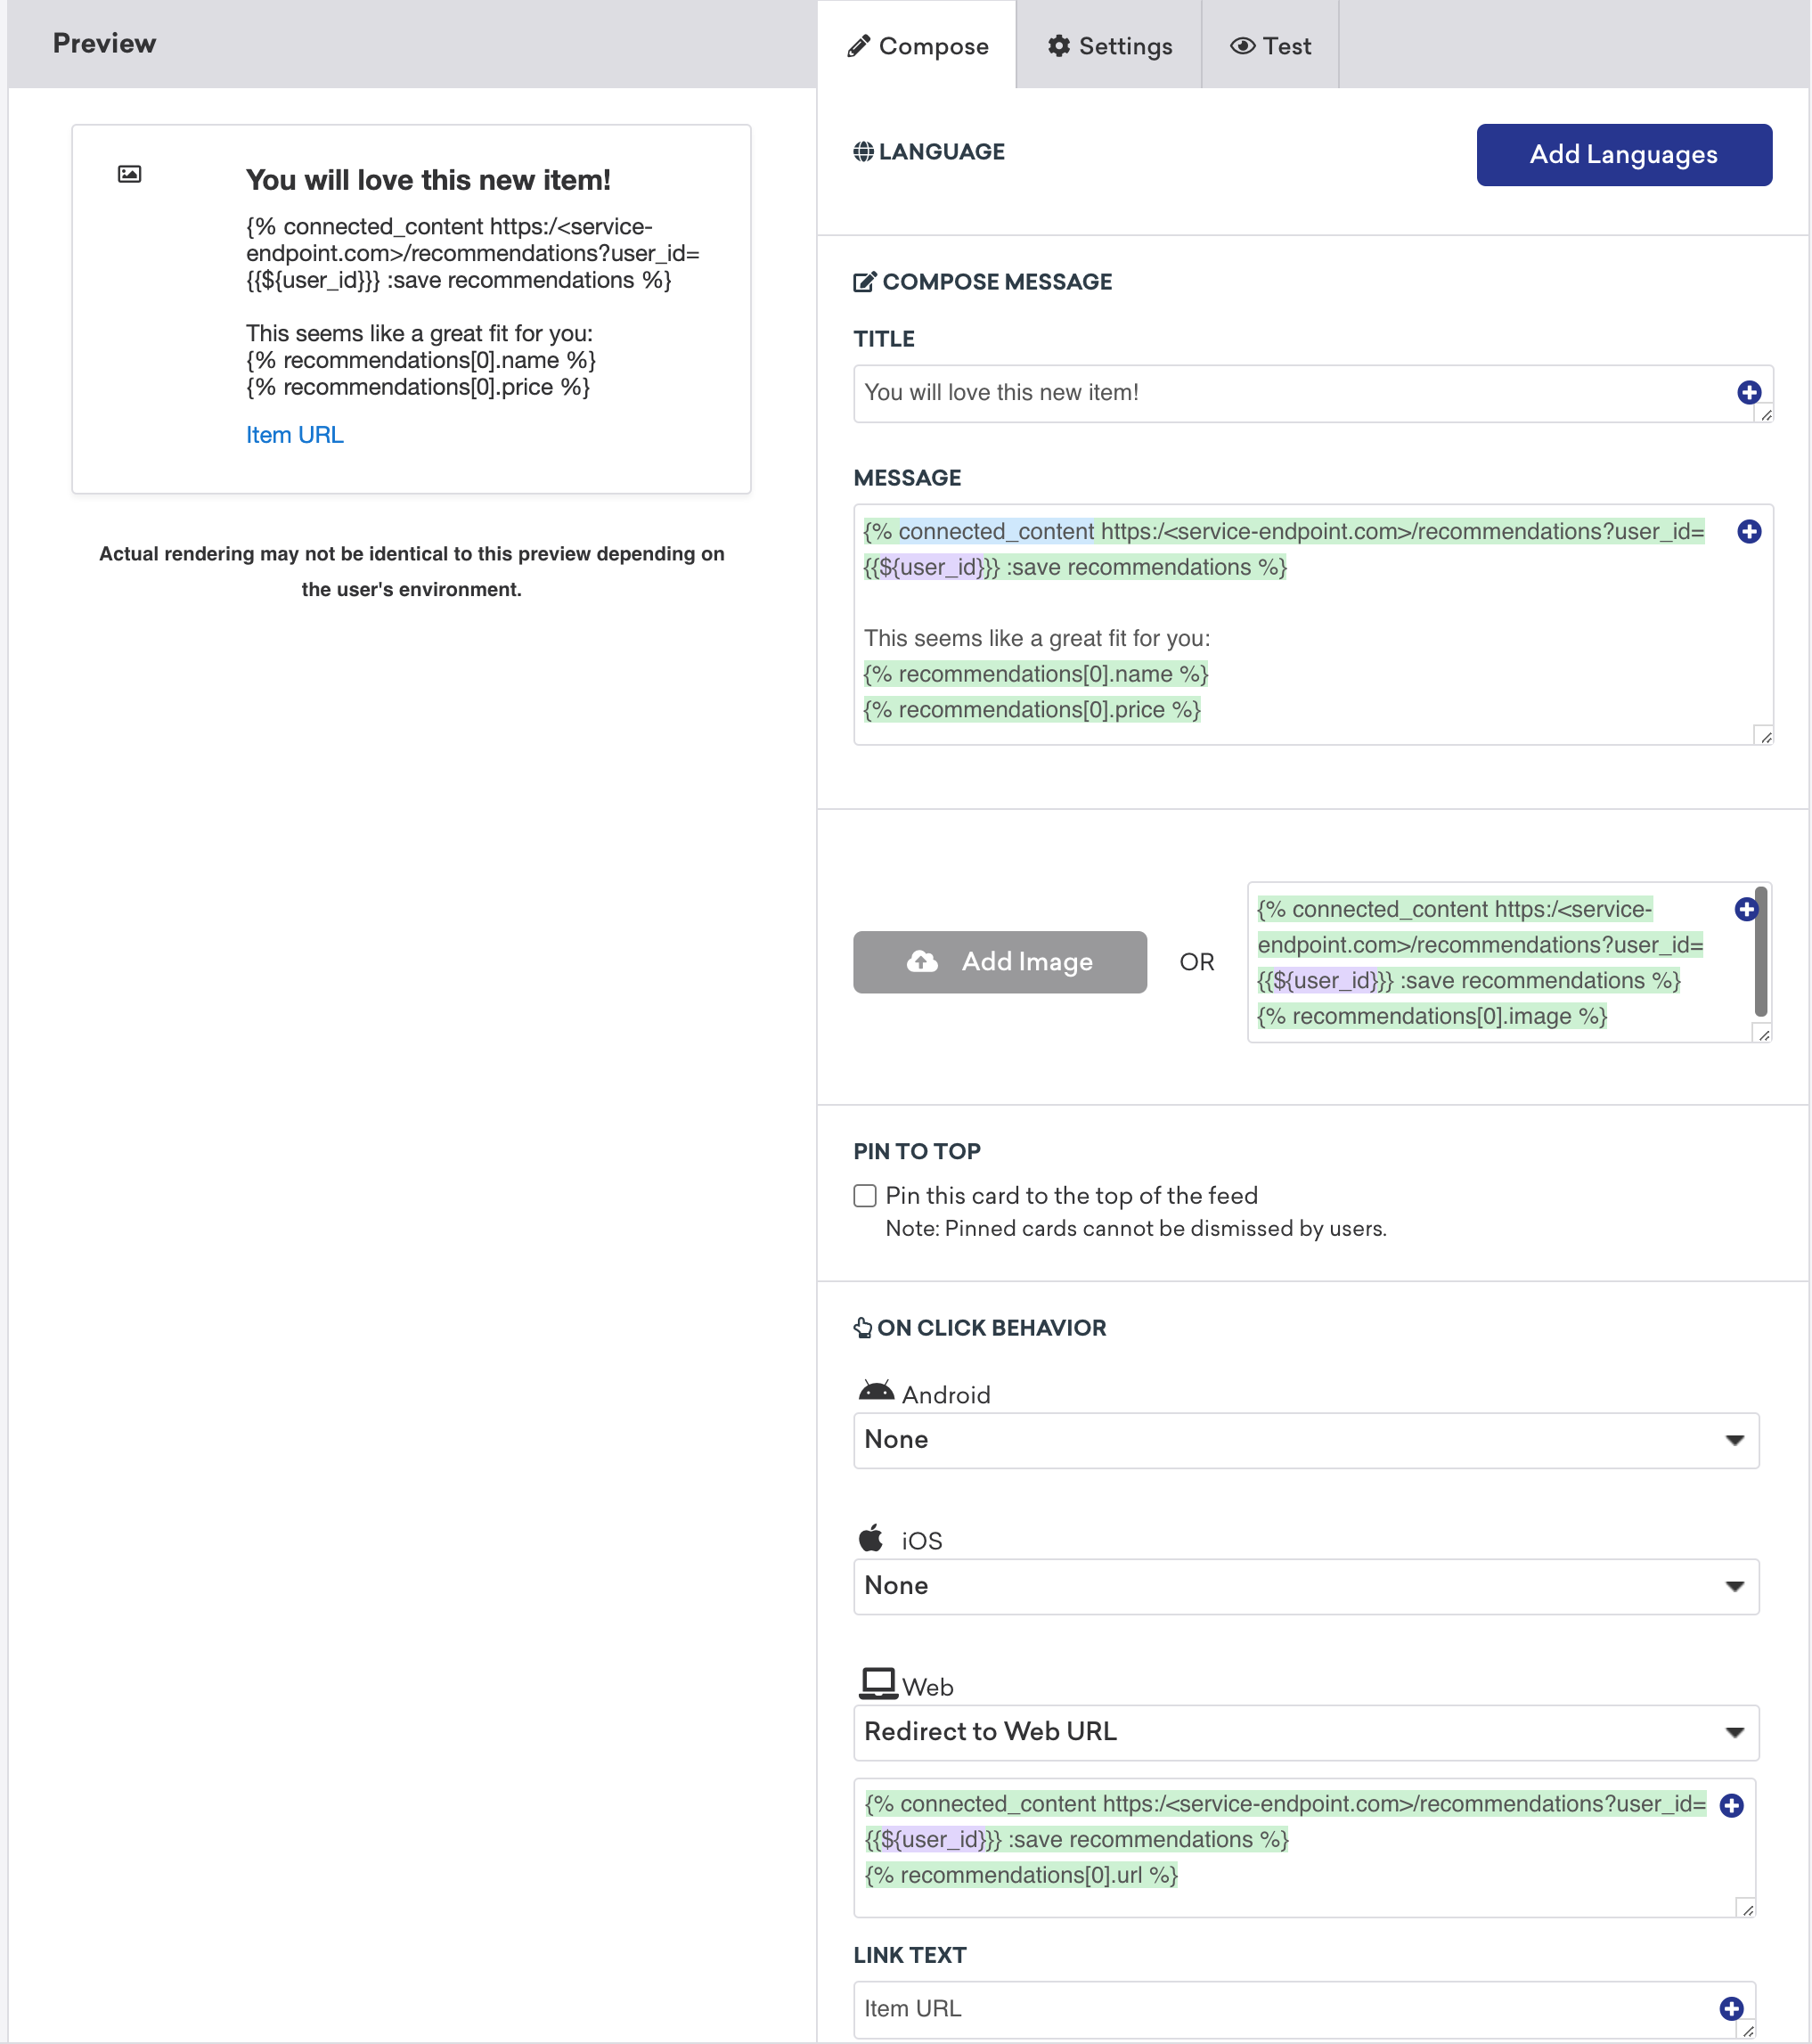 Preview
You will love this new item!
{% connected_content https:/<service-
endpoint.com>/recommendations?user_id=
{{${user_id}}} :save recommendations %}
This seems like a great fit for you:
{% recommendations[0].name %}
{% recommendations[0].price %}
Item URL
Actual rendering may not be identical to this preview depending on
the user's environment.
Compose
Settings
Test
LANGUAGE
Add Languages
COMPOSE MESSAGE
TITLE
You will love this new item!
MESSAGE
{% connected_content https:/<service-endpoint.com>/recommendations?user_id=
{{${user_id}}} :save recommendations %}
This seems like a great fit for you:
{% recommendations[0].name %}
{% recommendations[0].price %}
Add Image
OR
{% connected_content https:/<service-
endpoint.com>/recommendations?user_id=
{{${user_id}}} :save recommendations %}
{% recommendations[0].image %}
PIN TO TOP
Pin this card to the top of the feed
Note: Pinned cards cannot be dismissed by users.
ON CLICK BEHAVIOR
Android
None
iOS
None
Web
Redirect to Web URL
{% connected_content https:/<service-endpoint.com>/recommendations?user_id=
{{${user_id}}} :save recommendations %}
{% recommendations[0].url %}
LINK TEXT
Item URL